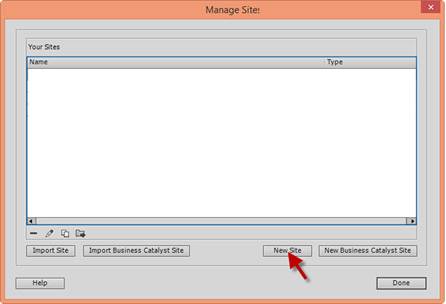 Manage Sites
Your Sites
Name Type
Import Site Import Business Catalyst Site New Site New Business Catalyst Site
Help Done